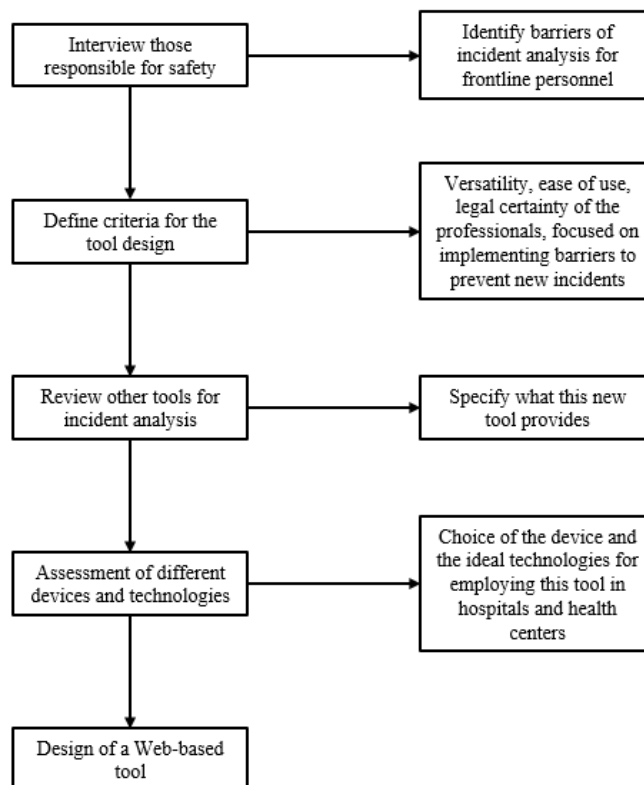 Interview those
responsible for safety
Identify barriers of
incident analysis for
frontline personnel
Define criteria for the
tool design
Versatility, ease of use,
legal certainty of the
professionals, focused on
implementing barriers to
prevent new incidents
Review other tools for
incident analysis
Specify what this new
tool provides
Assessment of different
devices and technologies
Choice of the device and
the ideal technologies for
employing this tool in
hospitals and health
centers
Design of a Web-based
tool